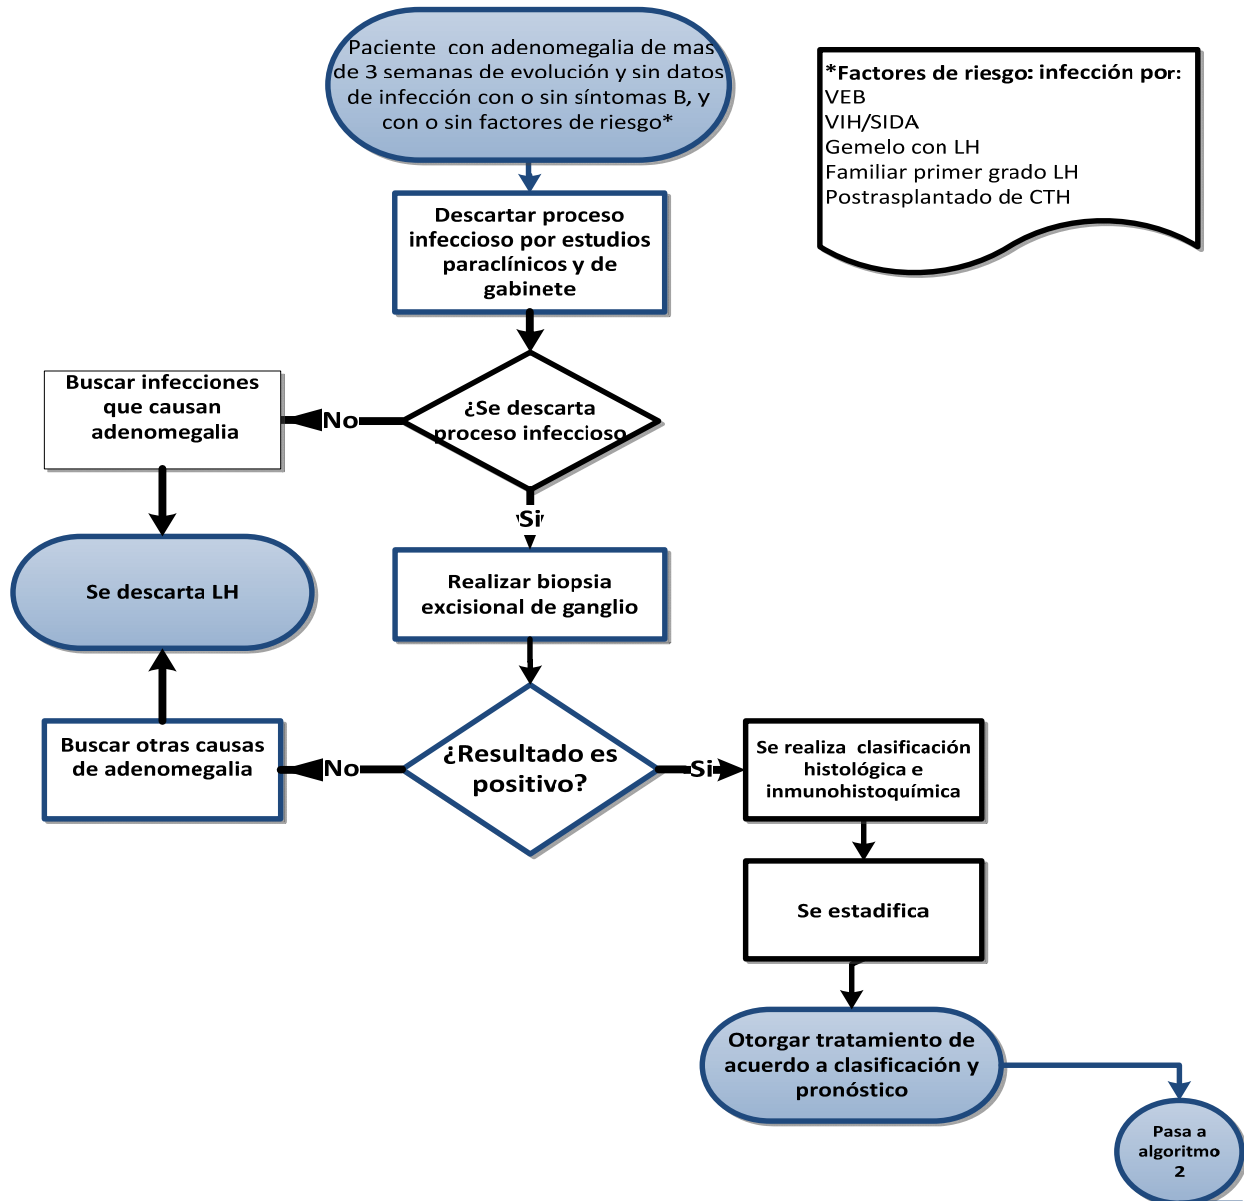 Paciente con adenomegalia de mas
de 3 semanas de evolución y sin datos
de infección con o sin síntomas B, y
con o sin factores de riesgo*
*Factores de riesgo: infección por:
VEB
VIH/SIDA
Gemelo con LH
Familiar primer grado LH
Postrasplantado de CTH
Descartar proceso
infeccioso por estudios
paraclínicos y de
gabinete
Buscar infecciones
que causan
adenomegalia
No
¿Se descarta
proceso infeccioso
Si
Se descarta LH
Realizar biopsia
excisional de ganglio
Buscar otras causas
de adenomegalia
No
¿Resultado es
positivo?
Si
Se realiza clasificación
histológica e
inmunohistoquímica
Se estadifica
Otorgar tratamiento de
acuerdo a clasificación y
pronóstico
Pasa a
algoritmo
2